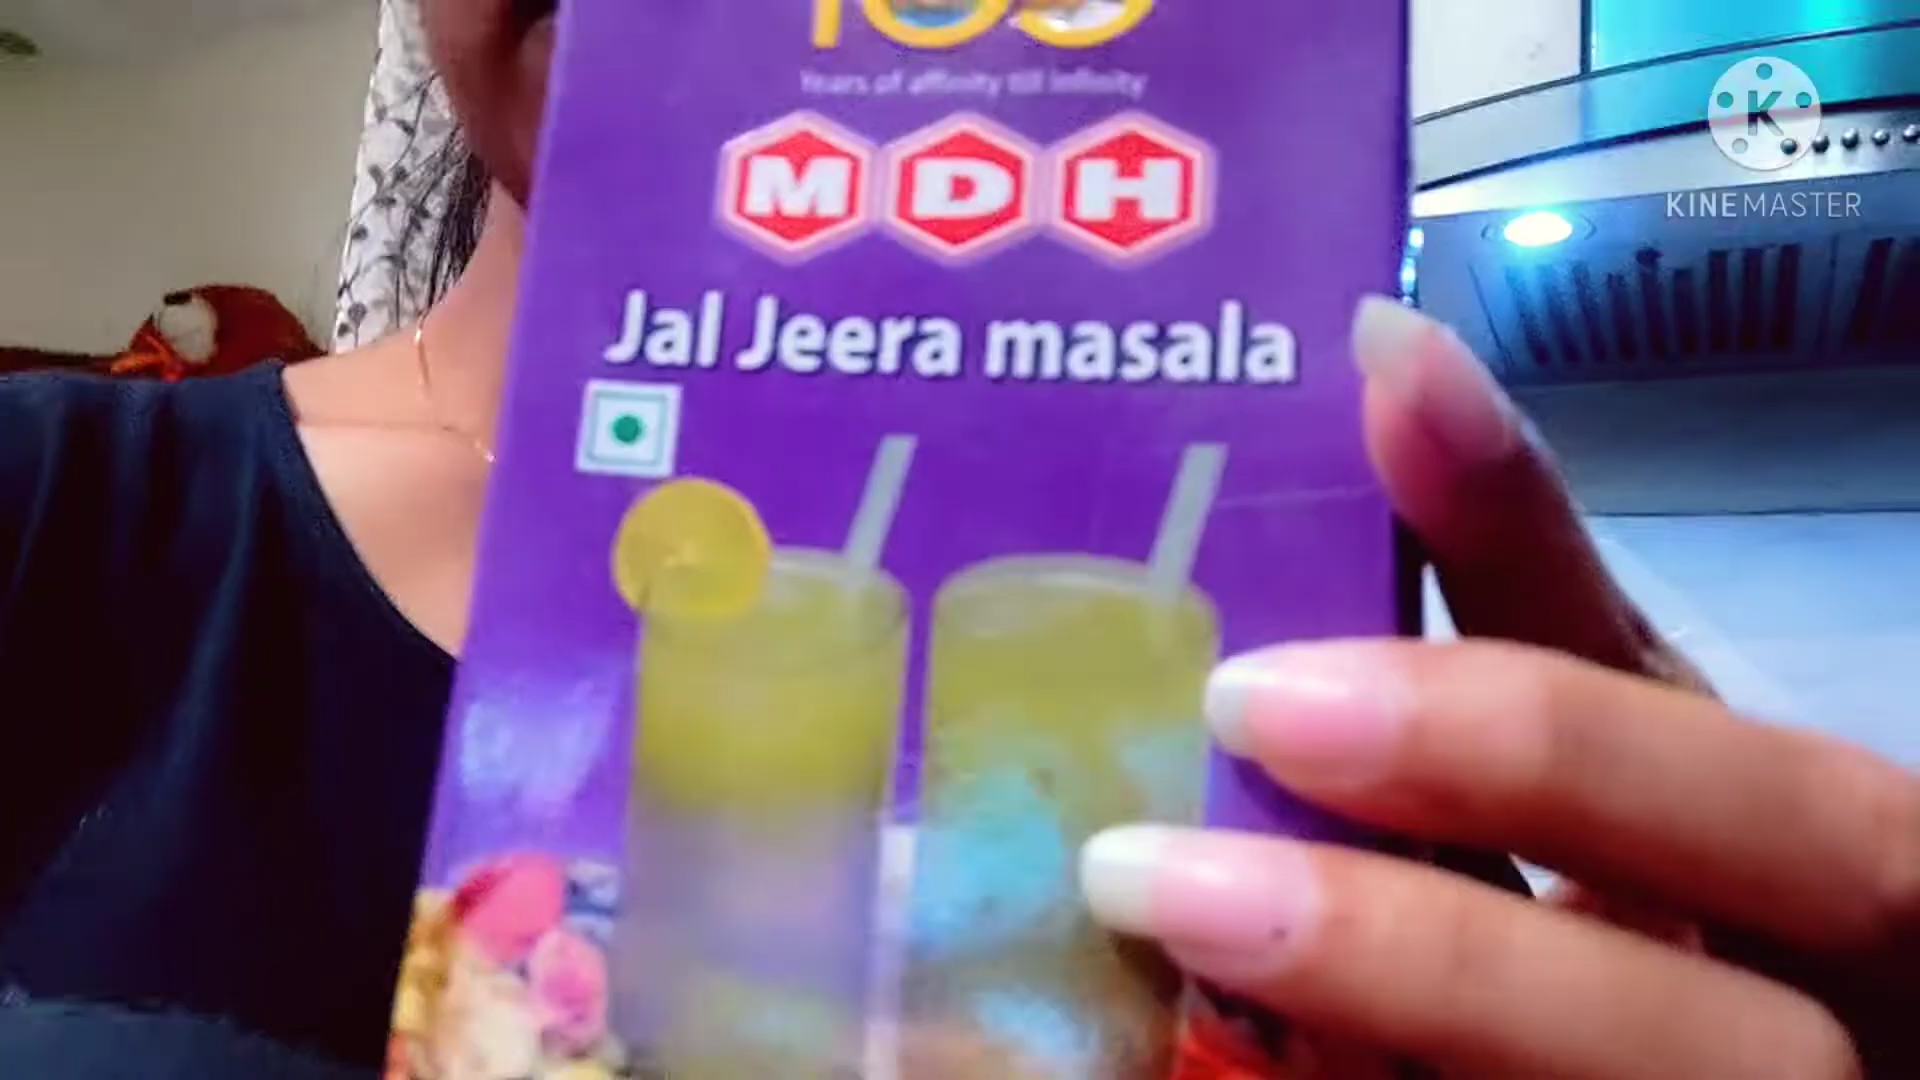 Years of affinity till infinity
MDH
Jal Jeera masala
K
KINEMASTER